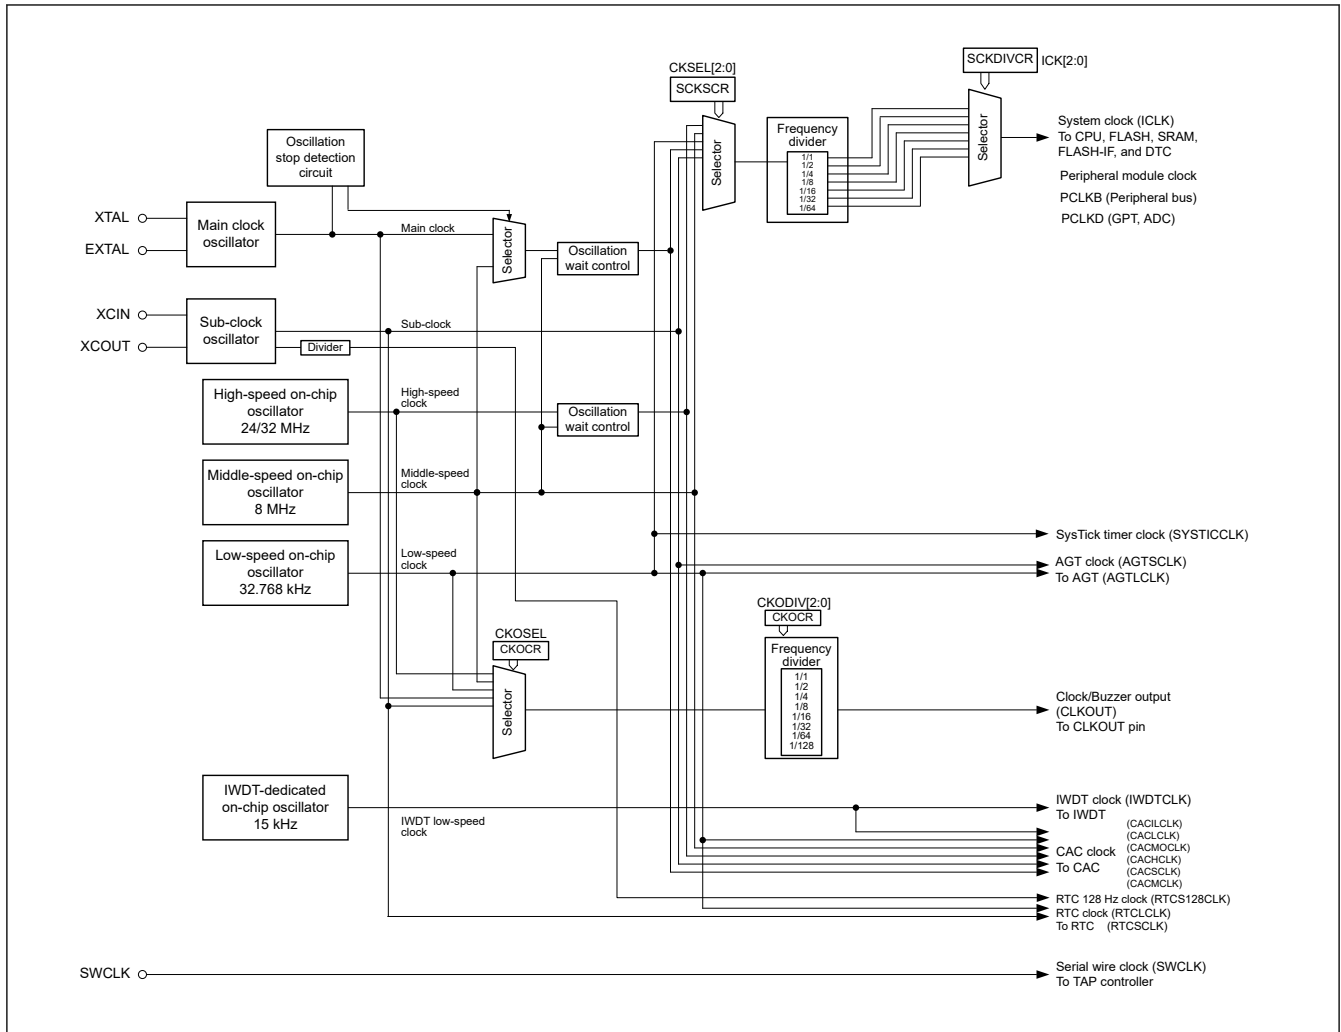 CKSEL[2:0]
SCKSCR
SCKDIVCR
ICK[2:0]
Oscillation
stop detection
circuit
Selector
Frequency
divider
1/1
1/2
1/4
1/8
1/16
1/32
1/64
Selector
System clock (ICLK)
To CPU, FLASH, SRAM,
FLASH-IF, and DTC
Peripheral module clock
PCLKB (Peripheral bus)
PCLKD (GPT, ADC)
XTAL
EXTAL
Main clock
oscillator
Main clock
Selector
Oscillation
wait control
XCIN
XCOUT
Sub-clock
oscillator
Sub-clock
Divider
High-speed on-chip
oscillator
24/32 MHz
High-speed
clock
Oscillation
wait control
Middle-speed on-chip
oscillator
8 MHz
Middle-speed
clock
Low-speed on-chip
oscillator
32.768 kHz
Low-speed
clock
SysTick timer clock (SYSTICCLK)
AGT clock (AGTSCLK)
To AGT (AGTLCLK)
CKOSEL
CKOCR
Selector
CKODIV[2:0]
CKOCR
Frequency
divider
1/1
1/2
1/4
1/8
1/16
1/32
1/64
1/128
Clock/Buzzer output
(CLKOUT)
To CLKOUT pin
IWDT-dedicated
on-chip oscillator
15 kHz
IWDT low-speed
clock
IWDT clock (IWDTCLK)
To IWDT
CAC clock
To CAC
(CACILCLK)
(CACLCLK)
(CACMOCLK)
(CACHCLK)
(CACSCLK)
(CACMCLK)
RTC 128 Hz clock (RTCS128CLK)
RTC clock (RTCLCLK)
To RTC (RTCSCLK)
SWCLK
Serial wire clock (SWCLK)
To TAP controller